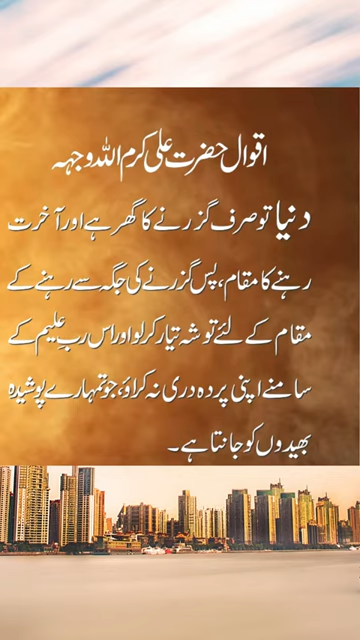 اقوال حضرت علی کرم اللہ وجہہ
دنیا تو صرف گزرنے کا گھر ہے اور آخرت
رہنے کا مقام، پس گزرنے کی جگہ سے رہنے کے
مقام کے لئے توشہ تیار کر لو اور اس رب علیم کے
سامنے اپنی پردہ دری نہ کراؤ، جو تمہارے پوشیدہ
بھیدوں کو جانتا ہے۔